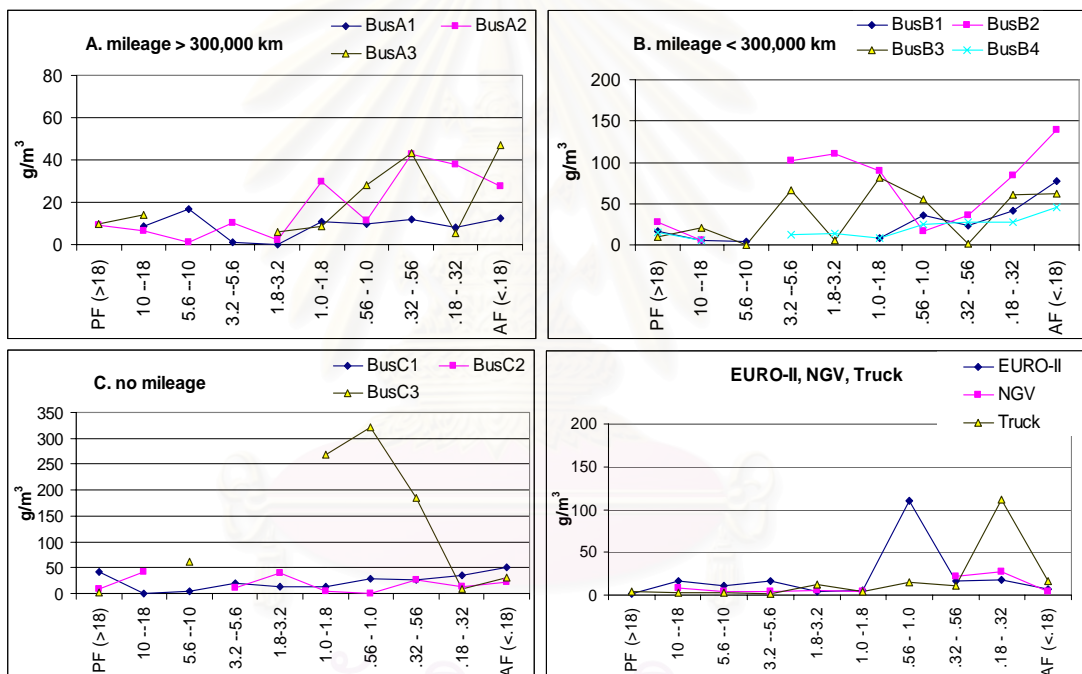 BusA1 BusA2
BusA3
A. mileage > 300,000 km
80
60
40
20
0
g/m³
PF (>18)
10 --18
5.6 --10
3.2 --5.6
1.8-3.2
1.0 -1.8
.56 - 1.0
.32 - .56
.18 - .32
AF (<.18)
BusB1 BusB2
BusB3 BusB4
B. mileage < 300,000 km
200
150
100
50
0
g/m³
PF (>18)
10 --18
5.6 --10
3.2 --5.6
1.8-3.2
1.0 -1.8
.56 - 1.0
.32 - .56
.18 - .32
AF (<.18)
BusC1 BusC2
BusC3
C. no mileage
350
300
250
200
150
100
50
0
g/m³
PF (>18)
10 --18
5.6 --10
3.2 --5.6
1.8-3.2
1.0 -1.8
.56 - 1.0
.32 - .56
.18 - .32
AF (<.18)
EURO-II, NGV, Truck
EURO-II
NGV
Truck
200
150
100
50
0
g/m³
PF (>18)
10 --18
5.6 --10
3.2 --5.6
1.8-3.2
1.0 -1.8
.56 - 1.0
.32 - .56
.18 - .32
AF (<.18)